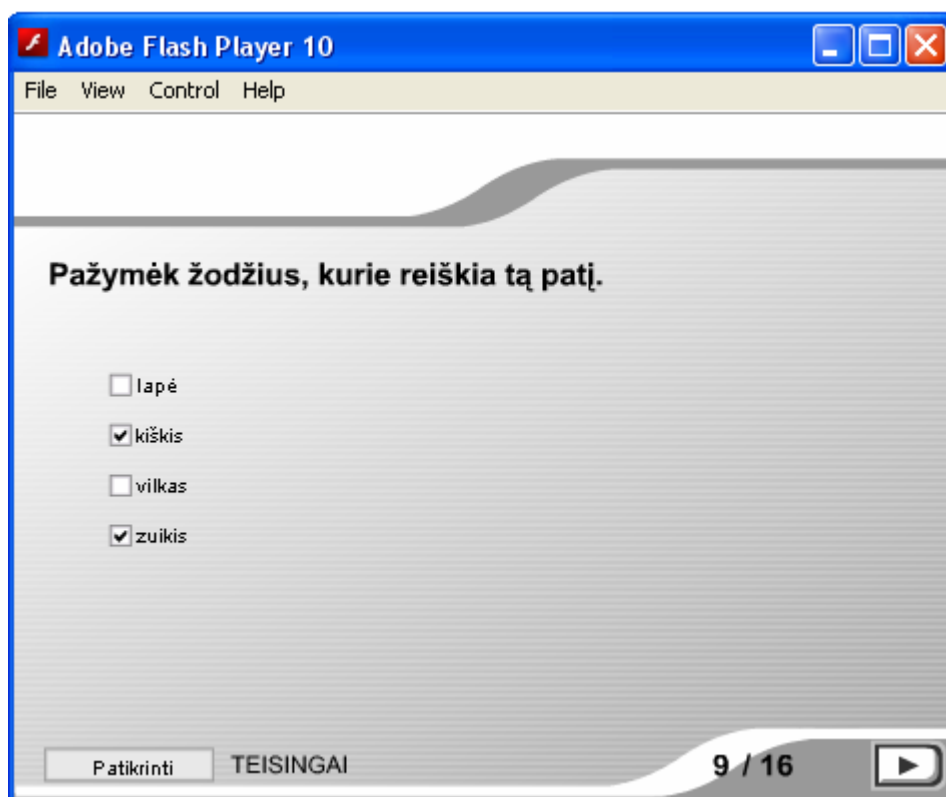 Adobe Flash Player 10
File View Control Help
Pažymėk žodžius, kurie reiškia tą patį.
lapė
kiškis
vilkas
zuikis
Patikrinti TEISINGAI 9 / 16